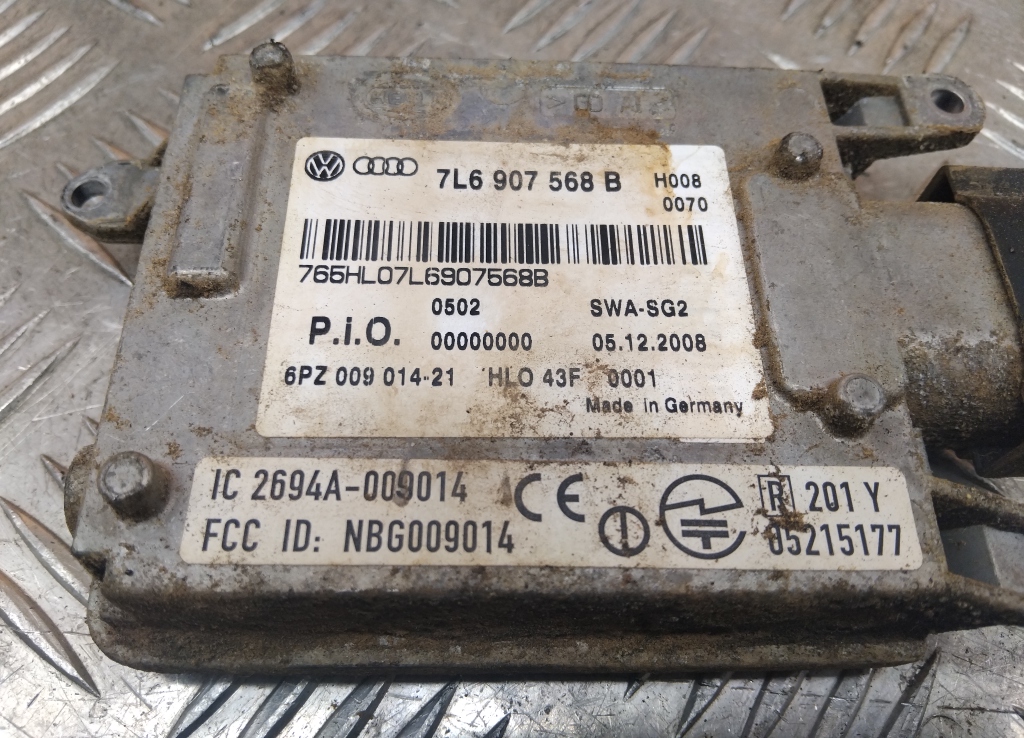 7L6 907 568 B H008
0070
765HL07L6907568B
0502 SWA-SG2
P.i.O. 00000000 05.12.2008
6PZ 009 014-21 HLO 43F 0001
Made in Germany
IC 2694A-009014 CE R 201 Y
FCC ID: NBG009014 05215177